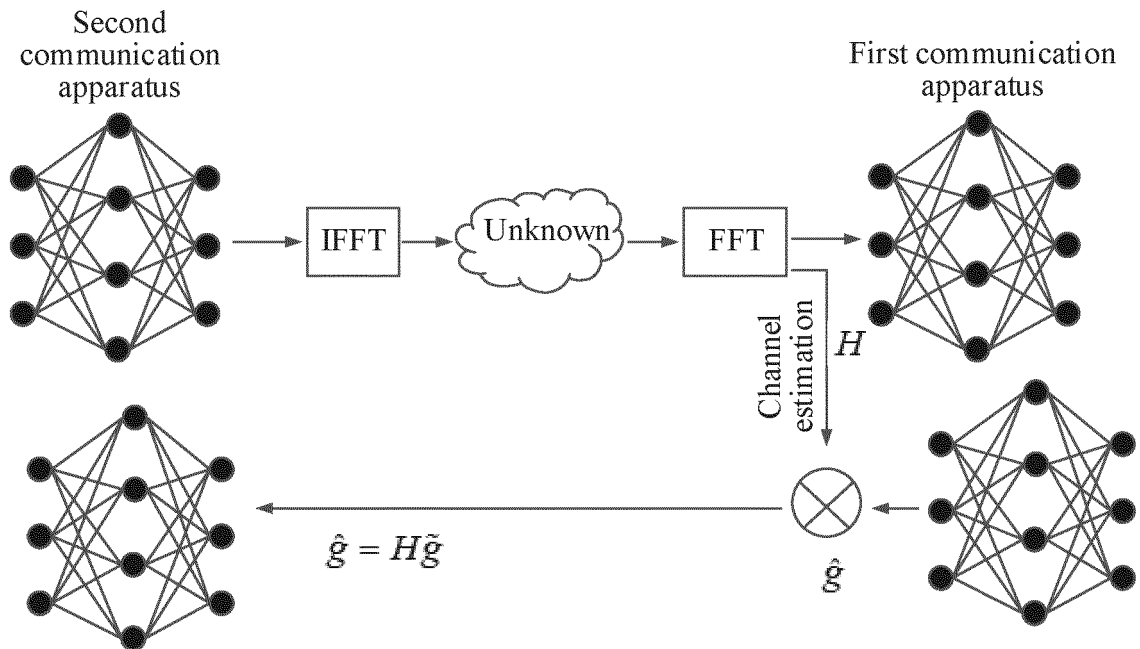 Second
communication
apparatus
First communication
apparatus
IFFT
Unknown
FFT
Channel
estimation
H
ĝ = Hg̃
ĝ